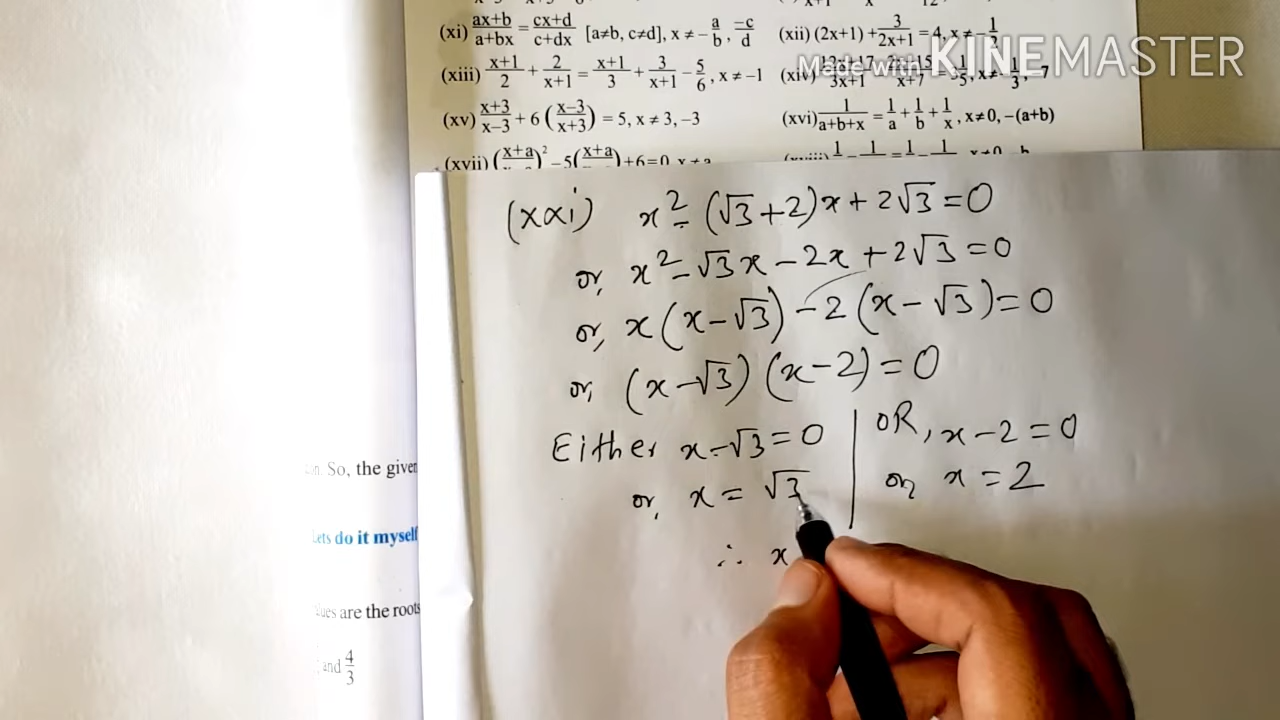 (xi) (ax+b)/(a+bx) = (cx+d)/(c+dx) [a≠b, c≠d], x ≠ -a/b, -c/d
(xii) (2x+1) + 3/(2x+1) = 4, x ≠ -1/2
Made with KINEMASTER
(xiii) (x+1)/2 + 2/(x+1) = (x+1)/3 + 3/(x+1) - 5/6, x ≠ -1
(xv) (x+3)/(x-3) + 6((x-3)/(x+3)) = 5, x ≠ 3, -3
(xvi) 1/(a+b+x) = 1/a + 1/b + 1/x, x≠0, -(a+b)
(xvii) ((x+a)
(xxi) x² - (√3+2)x + 2√3 = 0
or, x² - √3x - 2x + 2√3 = 0
or, x(x-√3) - 2(x-√3) = 0
or, (x-√3)(x-2) = 0
Either x-√3 = 0
or, x = √3
OR, x-2 = 0
or, x = 2
∴ x
So, the given
do it myself
are the roots
and 4/3